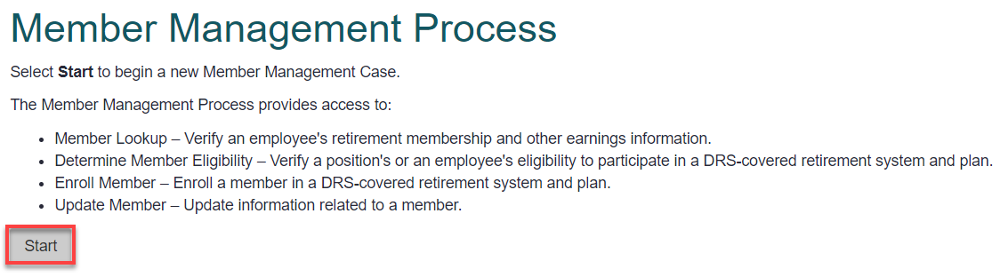 Member Management Process
Select Start to begin a new Member Management Case.
The Member Management Process provides access to:
• Member Lookup – Verify an employee's retirement membership and other earnings information.
• Determine Member Eligibility – Verify a position's or an employee's eligibility to participate in a DRS-covered retirement system and plan.
• Enroll Member – Enroll a member in a DRS-covered retirement system and plan.
• Update Member – Update information related to a member.
Start